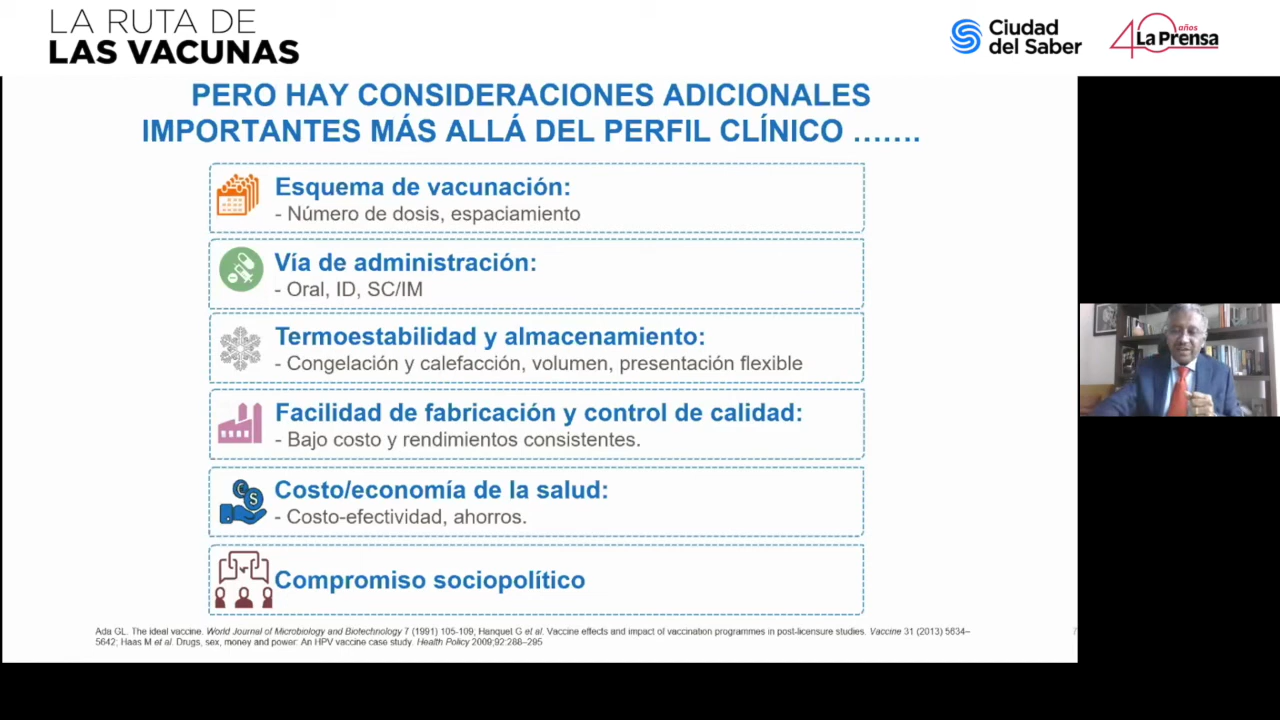 LA RUTA DE
LAS VACUNAS
Ciudad
del Saber
40 años
La Prensa
PERO HAY CONSIDERACIONES ADICIONALES
IMPORTANTES MÁS ALLÁ DEL PERFIL CLÍNICO …….
Esquema de vacunación:
- Número de dosis, espaciamiento
Vía de administración:
- Oral, ID, SC/IM
Termoestabilidad y almacenamiento:
- Congelación y calefacción, volumen, presentación flexible
Facilidad de fabricación y control de calidad:
- Bajo costo y rendimientos consistentes.
Costo/economía de la salud:
- Costo-efectividad, ahorros.
Compromiso sociopolítico
Ada GL. The ideal vaccine. World Journal of Microbiology and Biotechnology 7 (1991) 105-109; Hanquet G et al. Vaccine effects and impact of vaccination programmes in post-licensure studies. Vaccine 31 (2013) 5634–
5642; Haas M et al. Drugs, sex, money and power: An HPV vaccine case study. Health Policy 2009;92:288–295
7